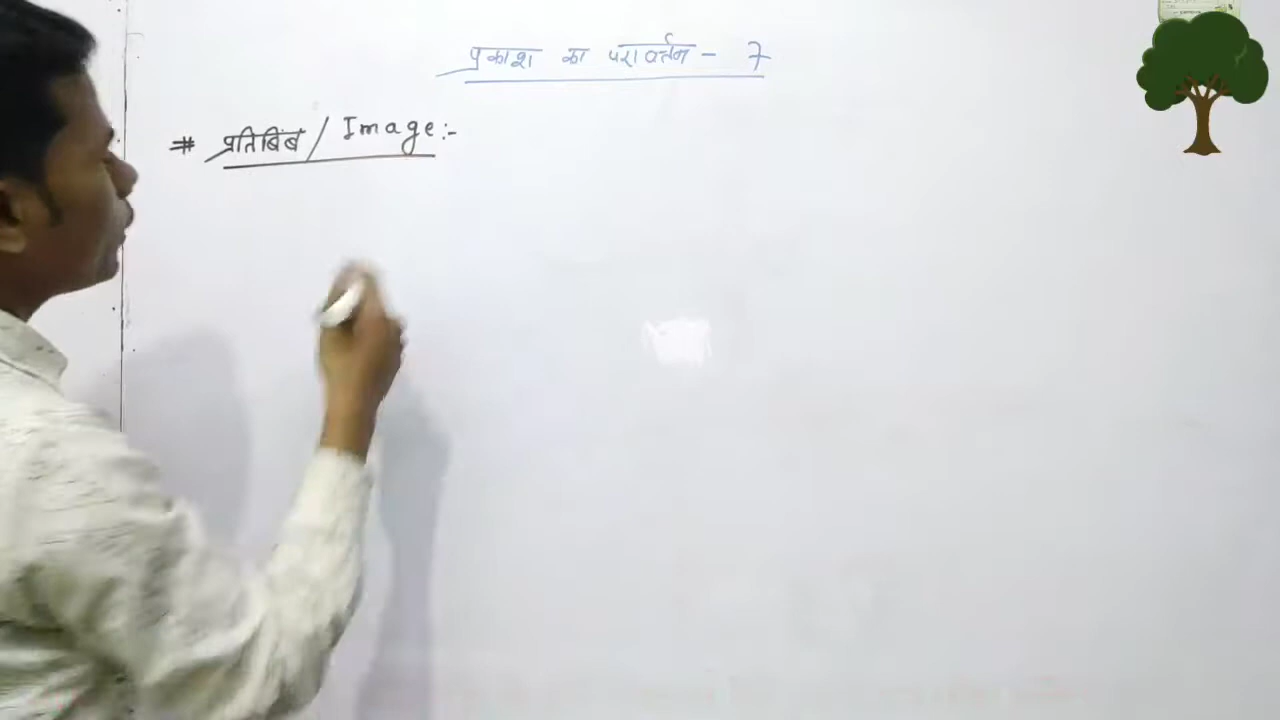 प्रकाश का परावर्तन - 7
# प्रतिबिंब / Image :-